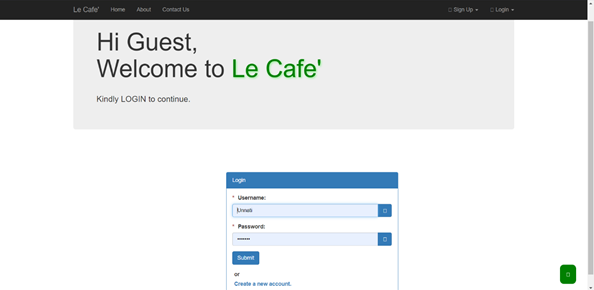 Le Cafe' Home About Contact Us Sign Up Login
Hi Guest,
Welcome to Le Cafe'
Kindly LOGIN to continue.
Login
* Username:
Unnati
* Password:
•••••••
Submit
or
Create a new account.